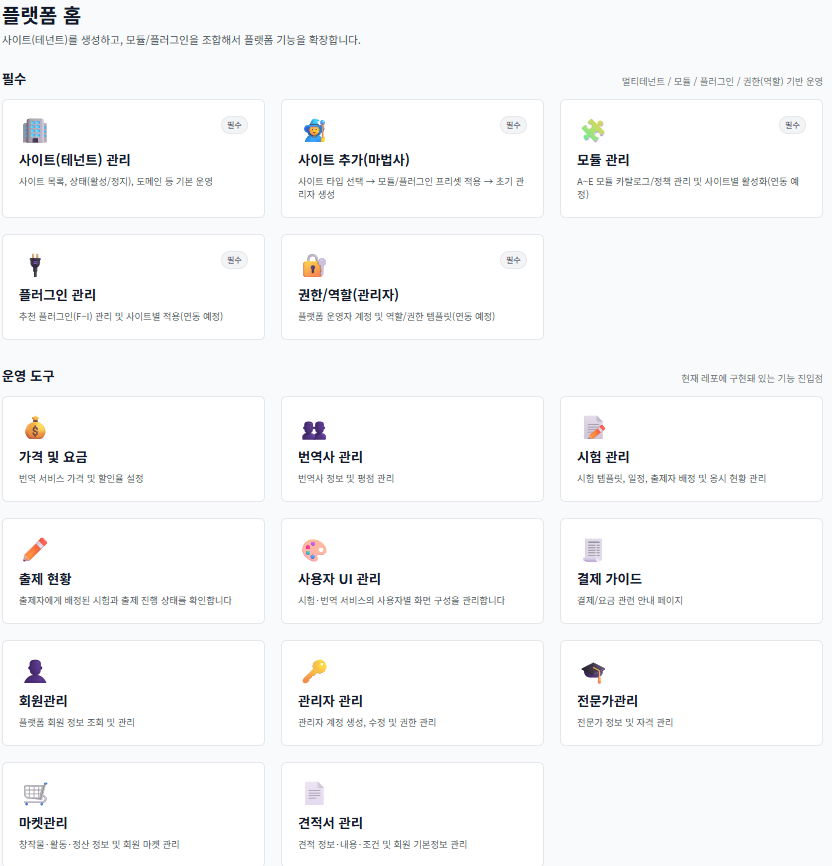 플랫폼 홈
사이트(테넌트)를 생성하고, 모듈/플러그인을 조합해서 플랫폼 기능을 확장합니다.
필수
멀티테넌트 / 모듈 / 플러그인 / 권한(역할) 기반 운영
필수
사이트(테넌트) 관리
사이트 목록, 상태(활성/정지), 도메인 등 기본 운영
필수
사이트 추가(마법사)
사이트 타입 선택 → 모듈/플러그인 프리셋 적용 → 초기 관
리자 생성
필수
모듈 관리
A~E 모듈 카탈로그/정책 관리 및 사이트별 활성화(연동 예
정)
필수
플러그인 관리
추천 플러그인(F~I) 관리 및 사이트별 적용(연동 예정)
필수
권한/역할(관리자)
플랫폼 운영자 계정 및 역할/권한 템플릿(연동 예정)
운영 도구
현재 레포에 구현돼 있는 기능 진입점
가격 및 요금
번역 서비스 가격 및 할인율 설정
번역사 관리
번역사 정보 및 평점 관리
시험 관리
시험 템플릿, 일정, 출제자 배정 및 응시 현황 관리
출제 현황
출제자에게 배정된 시험과 출제 진행 상태를 확인합니다
사용자 UI 관리
시험·번역 서비스의 사용자별 화면 구성을 관리합니다
결제 가이드
결제/요금 관련 안내 페이지
회원관리
플랫폼 회원 정보 조회 및 관리
관리자 관리
관리자 계정 생성, 수정 및 권한 관리
전문가관리
전문가 정보 및 자격 관리
마켓관리
창작물·활동·정산 정보 및 회원 마켓 관리
견적서 관리
견적 정보·내용·조건 및 회원 기본정보 관리